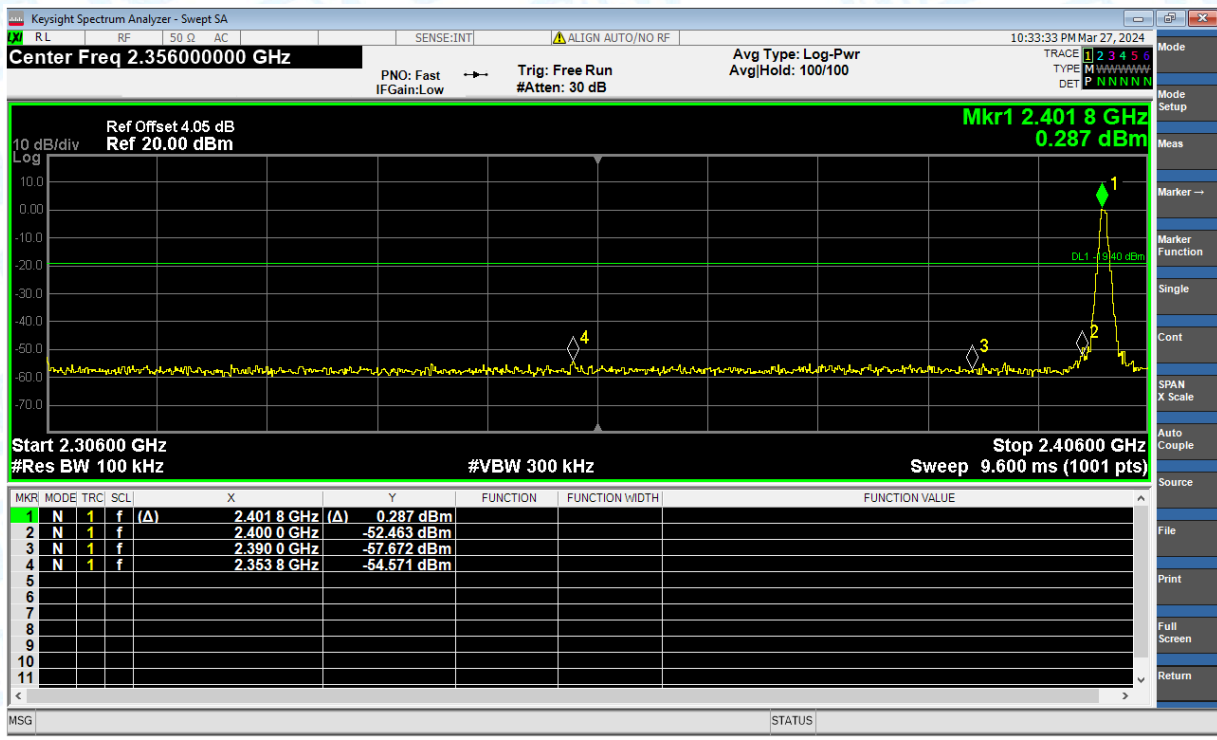 Keysight Spectrum Analyzer - Swept SA
LXI RL RF 50 Ω AC SENSE:INT ALIGN AUTO/NO RF 10:33:33 PM Mar 27, 2024
Center Freq 2.356000000 GHz
PNO: Fast
IFGain:Low
Trig: Free Run
#Atten: 30 dB
Avg Type: Log-Pwr
Avg|Hold: 100/100
TRACE 1 2 3 4 5 6
TYPE M WWWWW
DET P N N N N N
Ref Offset 4.05 dB
10 dB/div Ref 20.00 dBm
Log
Mkr1 2.401 8 GHz
0.287 dBm
10.0
0.00
-10.0
-20.0
-30.0
-40.0
-50.0
-60.0
-70.0
1
DL1 -19.40 dBm
4
3
2
Start 2.30600 GHz Stop 2.40600 GHz
#Res BW 100 kHz #VBW 300 kHz Sweep 9.600 ms (1001 pts)
MKR MODE TRC SCL X Y FUNCTION FUNCTION WIDTH FUNCTION VALUE
1 N 1 f (Δ) 2.401 8 GHz (Δ) 0.287 dBm
2 N 1 f 2.400 0 GHz -52.463 dBm
3 N 1 f 2.390 0 GHz -57.672 dBm
4 N 1 f 2.353 8 GHz -54.571 dBm
5
6
7
8
9
10
11
MSG STATUS
Mode
Mode
Setup
Meas
Marker →
Marker
Function
Single
Cont
SPAN
X Scale
Auto
Couple
Source
File
Print
Full
Screen
Return